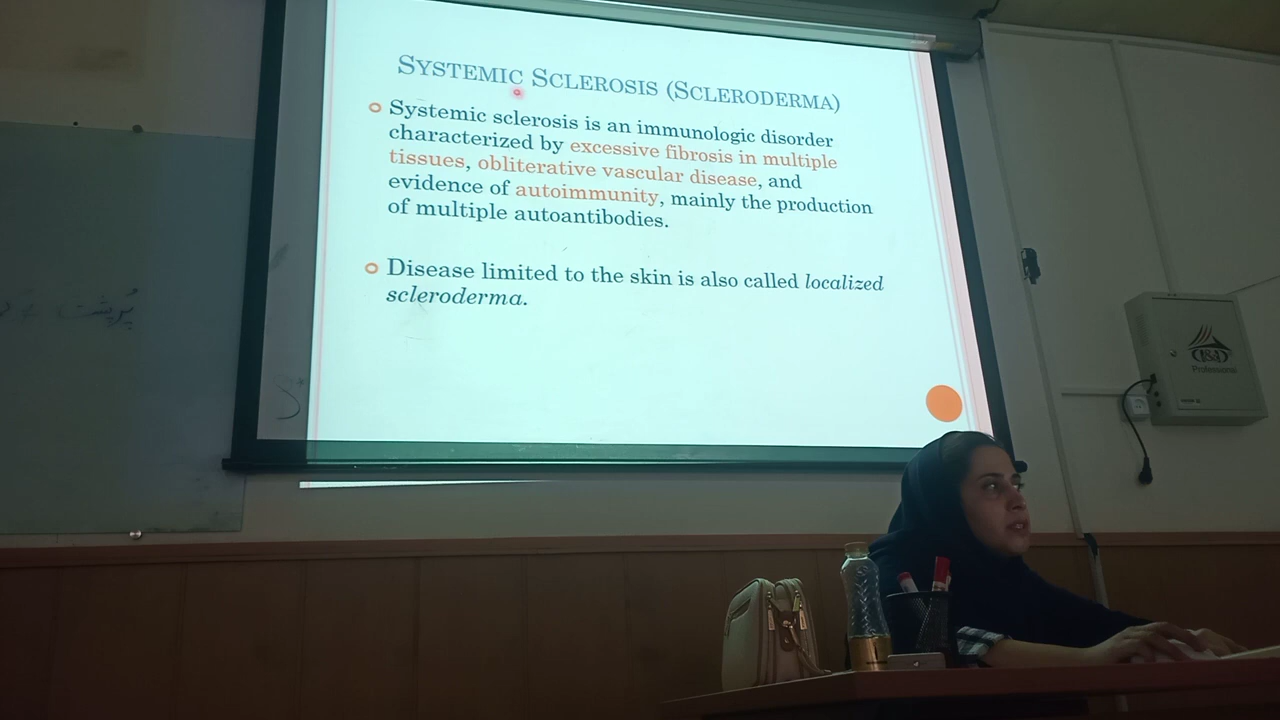 SYSTEMIC SCLEROSIS (SCLERODERMA)
Systemic sclerosis is an immunologic disorder
characterized by excessive fibrosis in multiple
tissues, obliterative vascular disease, and
evidence of autoimmunity, mainly the production
of multiple autoantibodies.
Disease limited to the skin is also called localized
scleroderma.
Professional